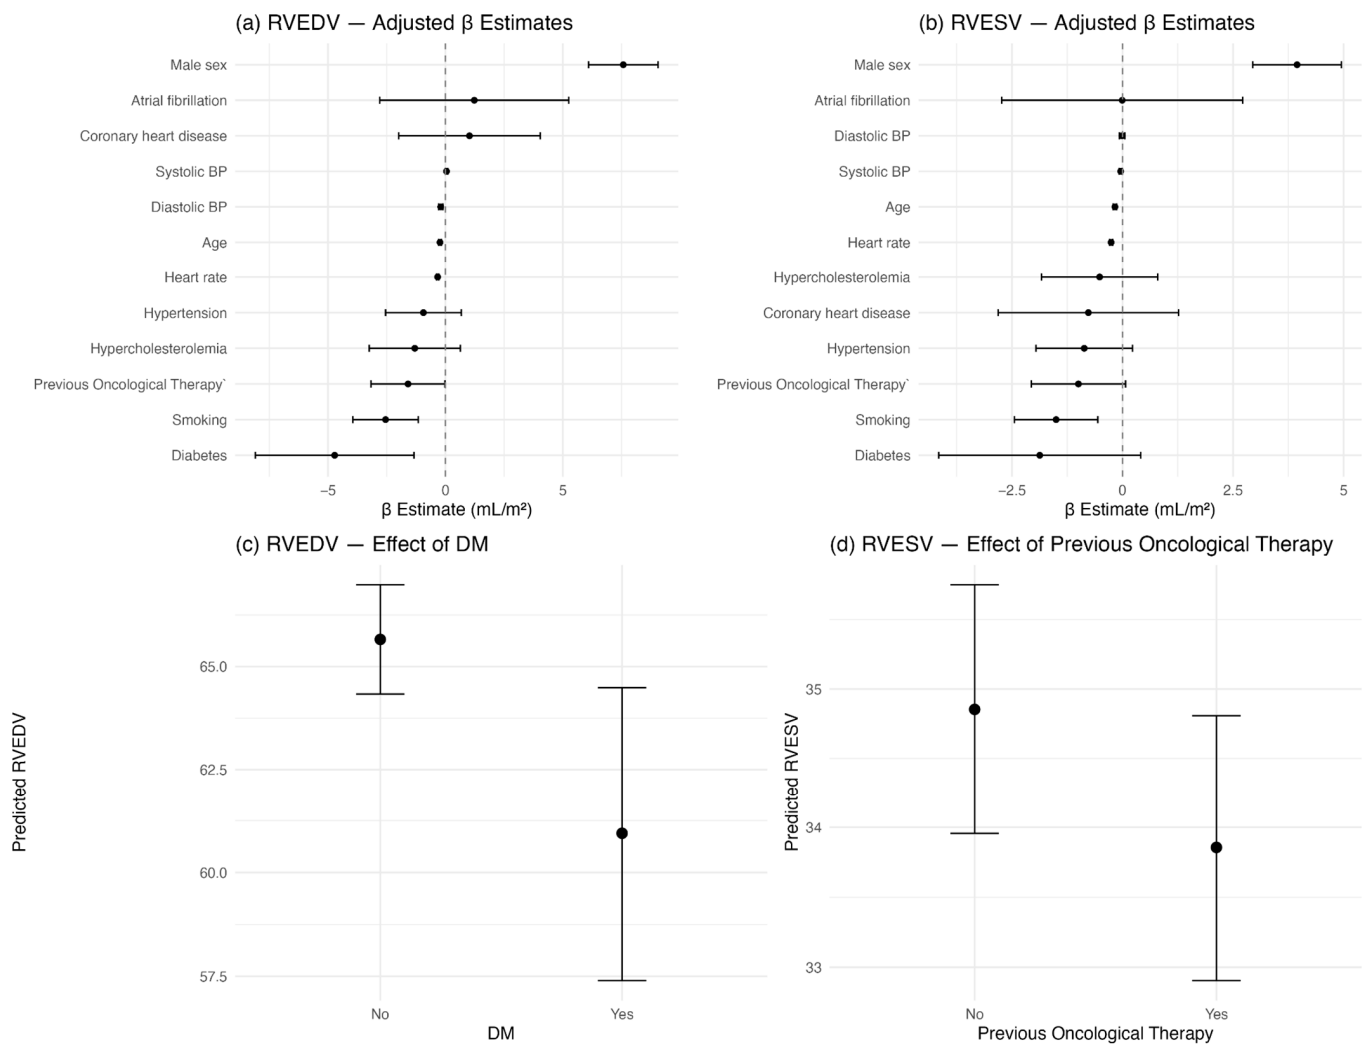 (a) RVEDV — Adjusted β Estimates
Male sex
Atrial fibrillation
Coronary heart disease
Systolic BP
Diastolic BP
Age
Heart rate
Hypertension
Hypercholesterolemia
Previous Oncological Therapy`
Smoking
Diabetes
−5 0 5
β Estimate (mL/m²)
(b) RVESV — Adjusted β Estimates
Male sex
Atrial fibrillation
Diastolic BP
Systolic BP
Age
Heart rate
Hypercholesterolemia
Coronary heart disease
Hypertension
Previous Oncological Therapy`
Smoking
Diabetes
−2.5 0 2.5 5
β Estimate (mL/m²)
(c) RVEDV — Effect of DM
Predicted RVEDV
65.0
62.5
60.0
57.5
No Yes
DM
(d) RVESV — Effect of Previous Oncological Therapy
Predicted RVESV
35
34
33
No Yes
Previous Oncological Therapy